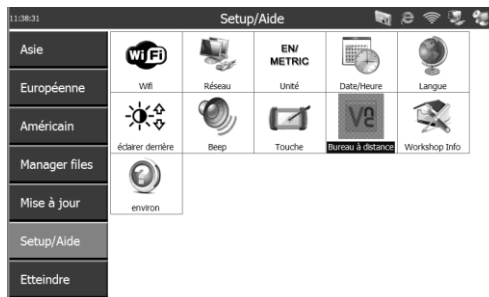 11:38:31
Setup/Aide
Asie
Européenne
Américain
Manager files
Mise à jour
Setup/Aide
Etteindre
WiFi
EN/
METRIC
Wifi
Réseau
Unité
Date/Heure
Langue
éclairer derrière
Beep
Touche
Bureau à distance
Workshop Info
environ